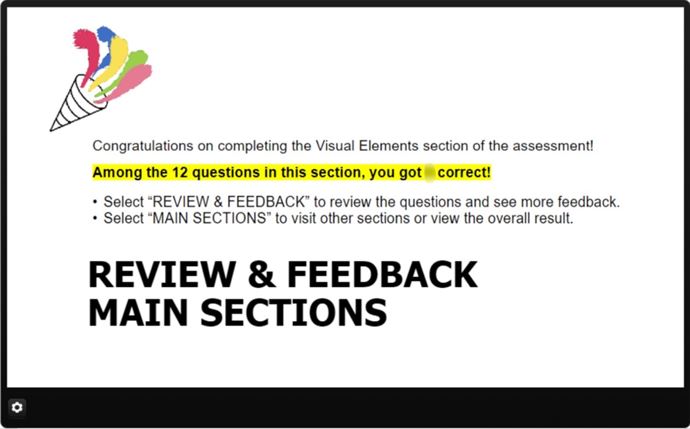 Congratulations on completing the Visual Elements section of the assessment!
Among the 12 questions in this section, you got correct!
• Select “REVIEW & FEEDBACK” to review the questions and see more feedback.
• Select “MAIN SECTIONS” to visit other sections or view the overall result.
REVIEW & FEEDBACK
MAIN SECTIONS